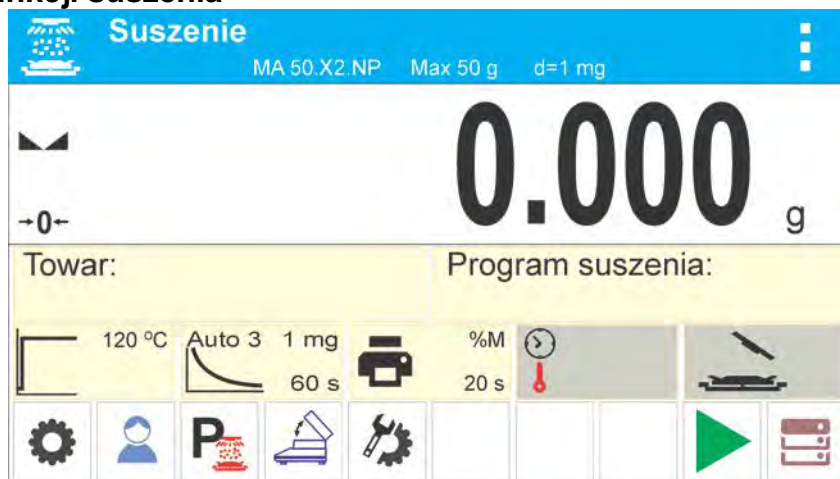 Suszenie
MA 50.X2.NP Max 50 g d=1 mg
0.000 g
→0←
Towar: Program suszenia:
120 °C Auto 3 1 mg %M
60 s 20 s
P